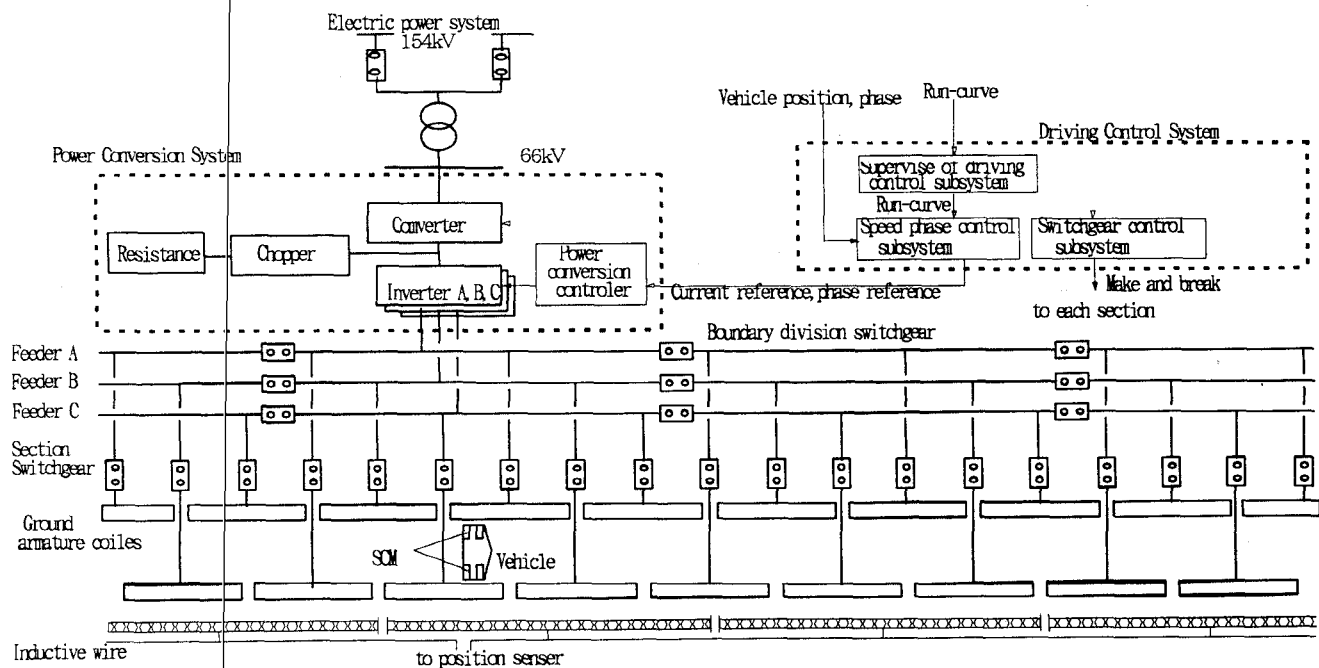 Electric power system
154kV
Vehicle position, phase
Run-curve
Driving Control System
Power Conversion System
66kV
Supervise of driving
control subsystem
Run-curve
Comverter
Speed phase control
subsystem
Switchgear control
subsystem
Resistance
Chopper
Power
conversion
controler
Inverter A, B, C
Current reference, phase reference
Make and break
to each section
Boundary division switchgear
Feeder A
Feeder B
Feeder C
Section
Switchgear
Ground
armature coiles
SCM
Vehicle
Inductive wire
to position senser